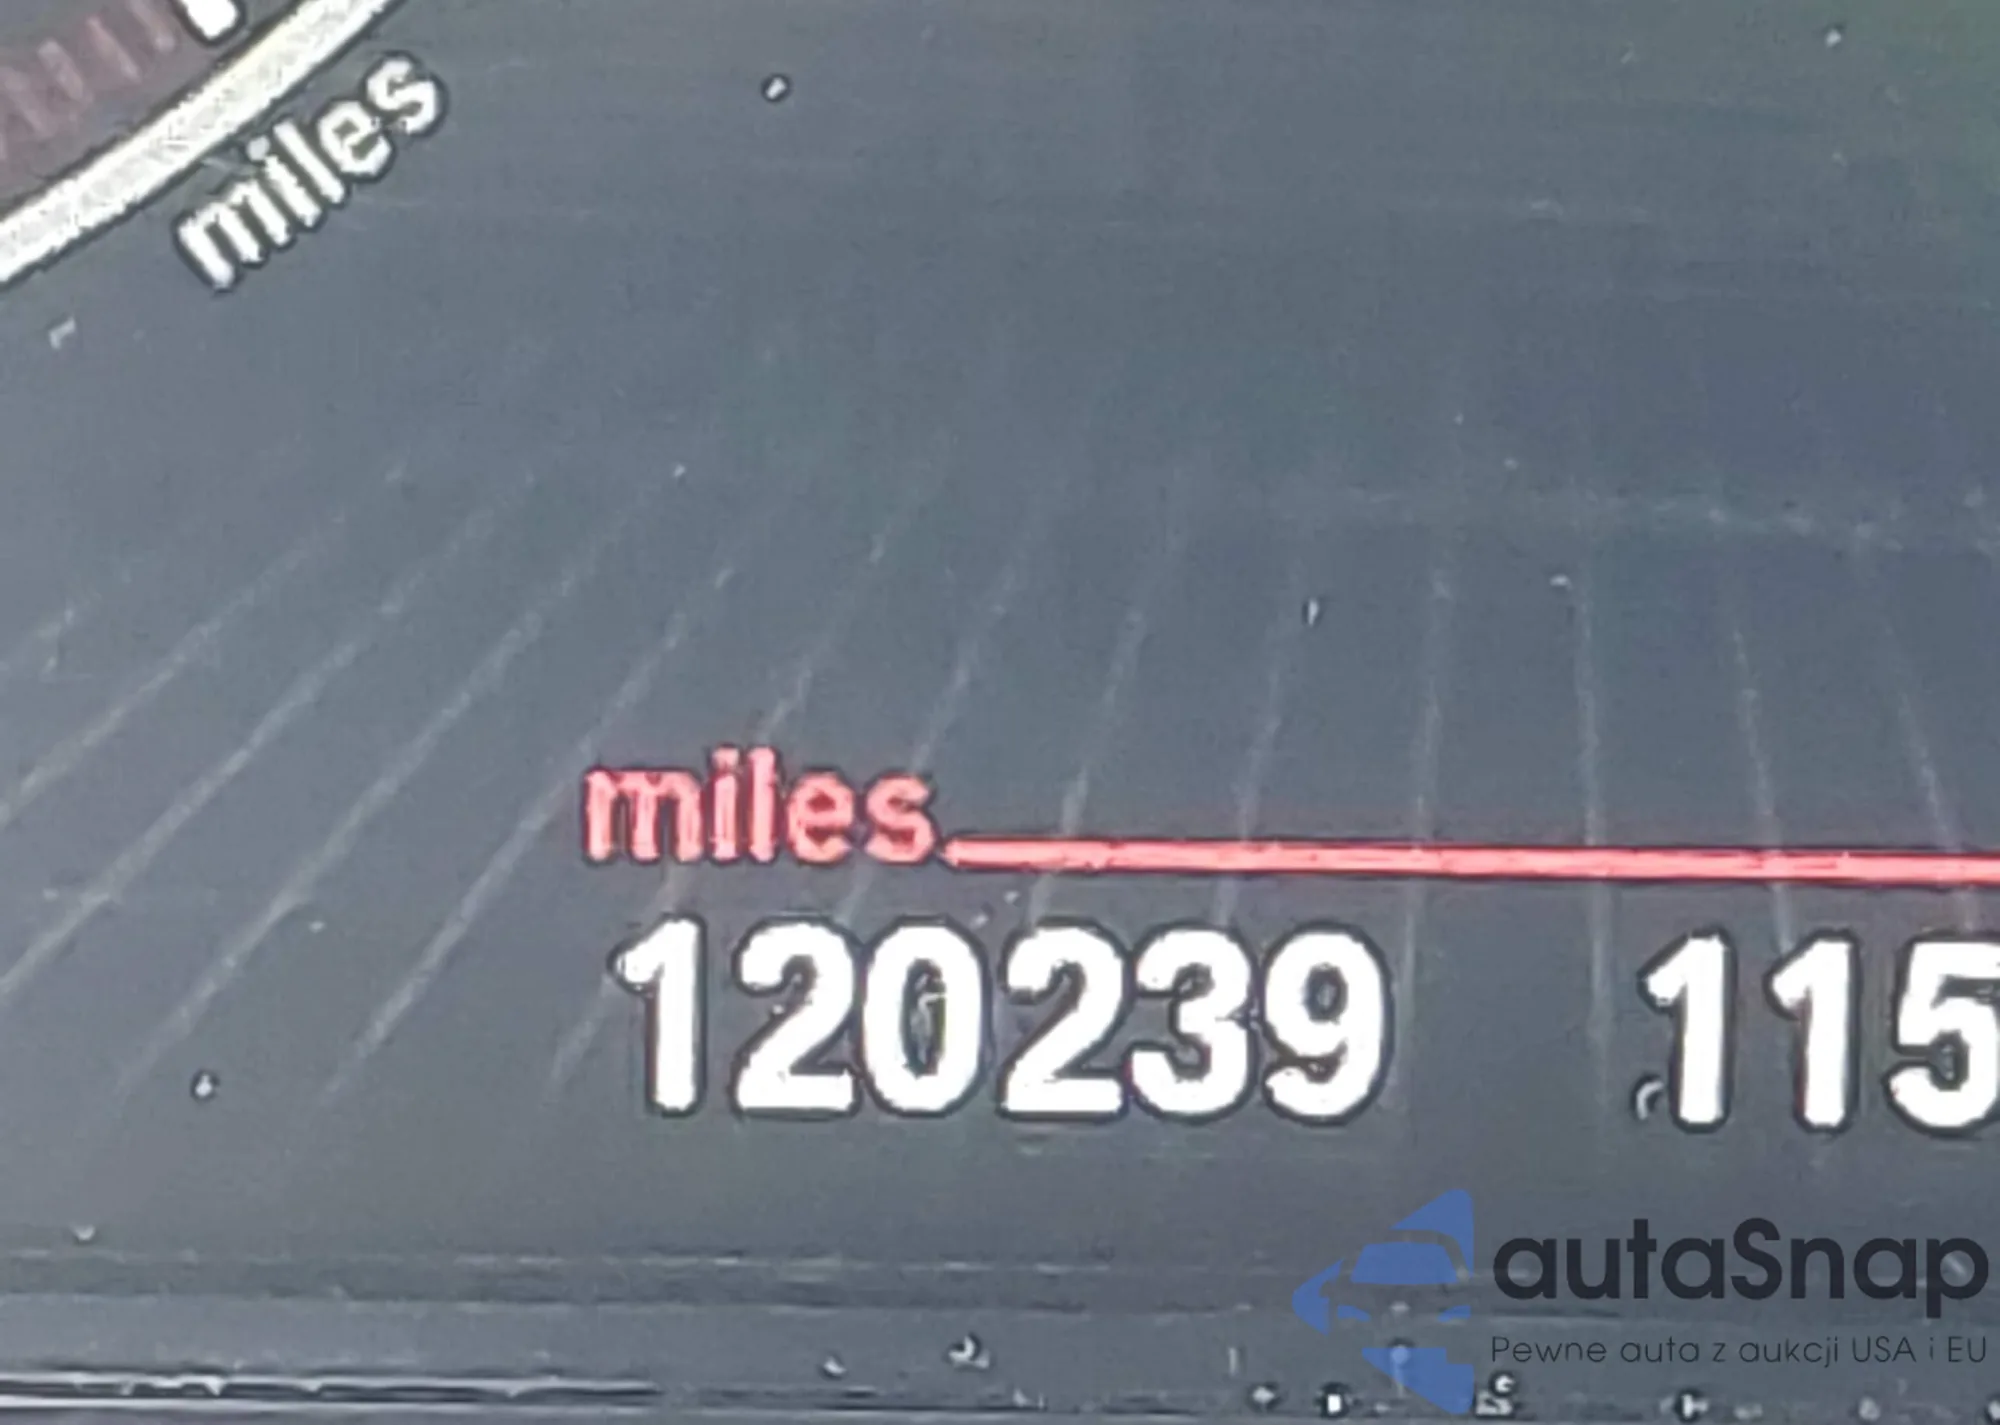 miles
miles
120239 115
autaSnap
Pewne auta z aukcji USA i EU